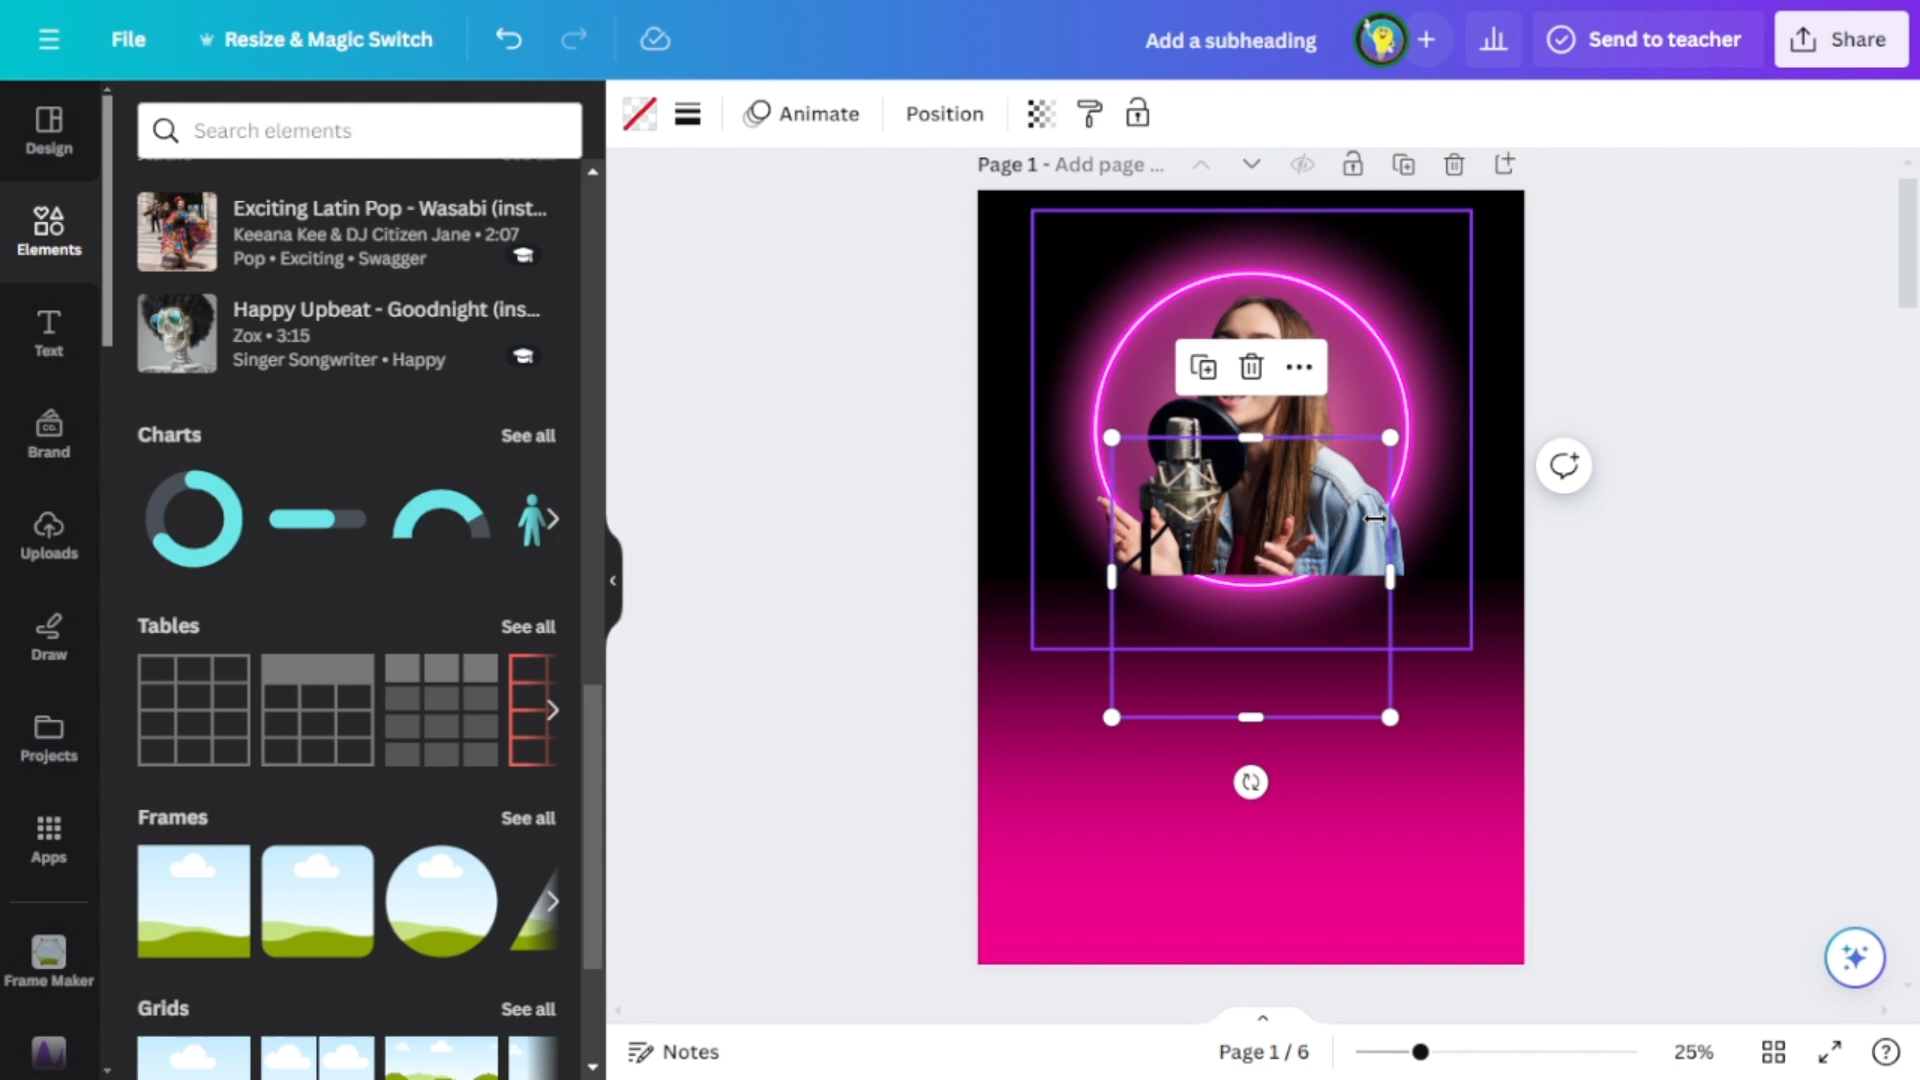 File
Resize & Magic Switch
Add a subheading
Send to teacher
Share
Design
Elements
Text
Brand
Uploads
Draw
Projects
Apps
Frame Maker
Search elements
Exciting Latin Pop - Wasabi (inst...
Keeana Kee & DJ Citizen Jane • 2:07
Pop • Exciting • Swagger
Happy Upbeat - Goodnight (ins...
Zox • 3:15
Singer Songwriter • Happy
Charts See all
Tables See all
Frames See all
Grids See all
Animate
Position
Page 1 - Add page ...
Notes
Page 1 / 6
25%